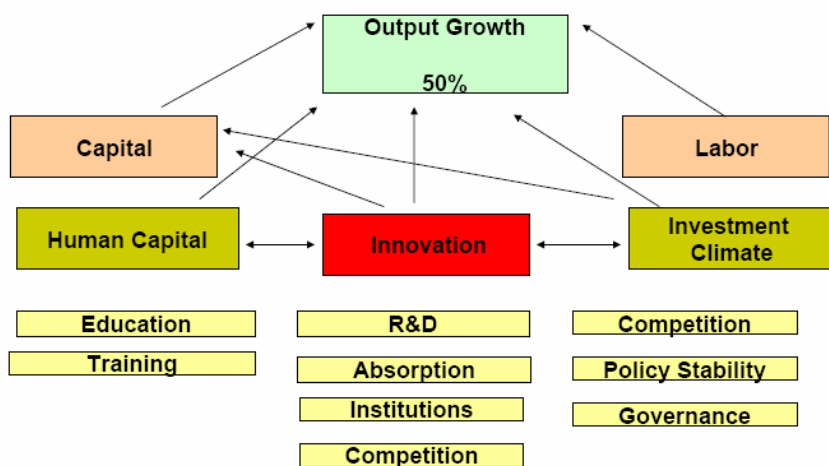 Output Growth
50%
Capital
Labor
Human Capital
Innovation
Investment
Climate
Education
R&D
Competition
Training
Absorption
Policy Stability
Institutions
Governance
Competition